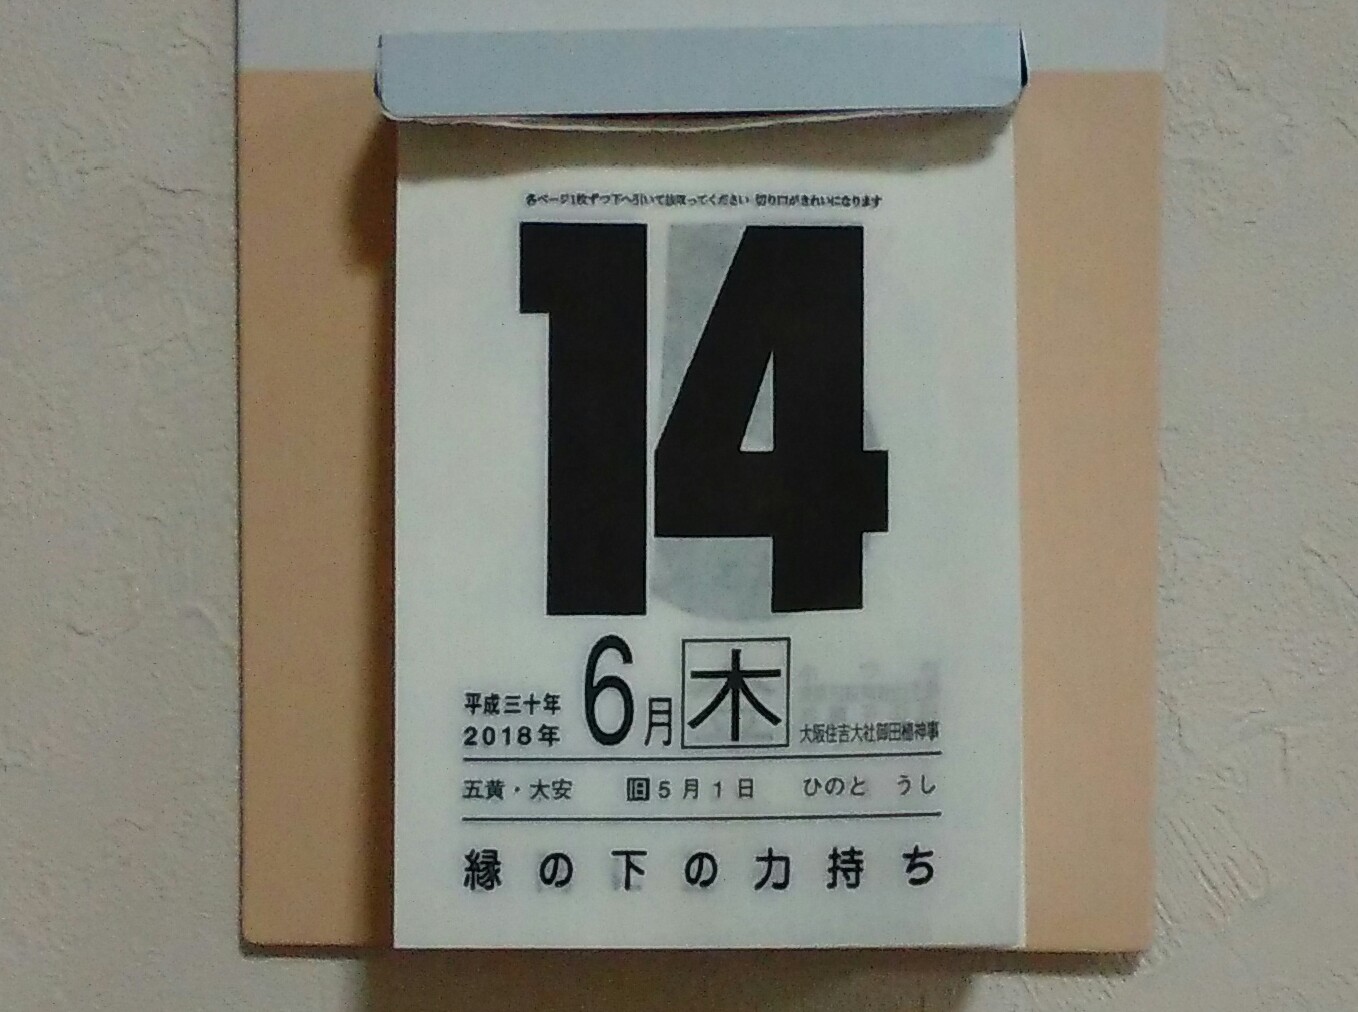 各ページ1枚ずつ下へ引いて抜取ってください 切り口がきれいになります
14
平成三十年
2018年
6月 木
大阪住吉大社御田植神事
五黄・大安 旧5月1日 ひのと うし
縁の下の力持ち